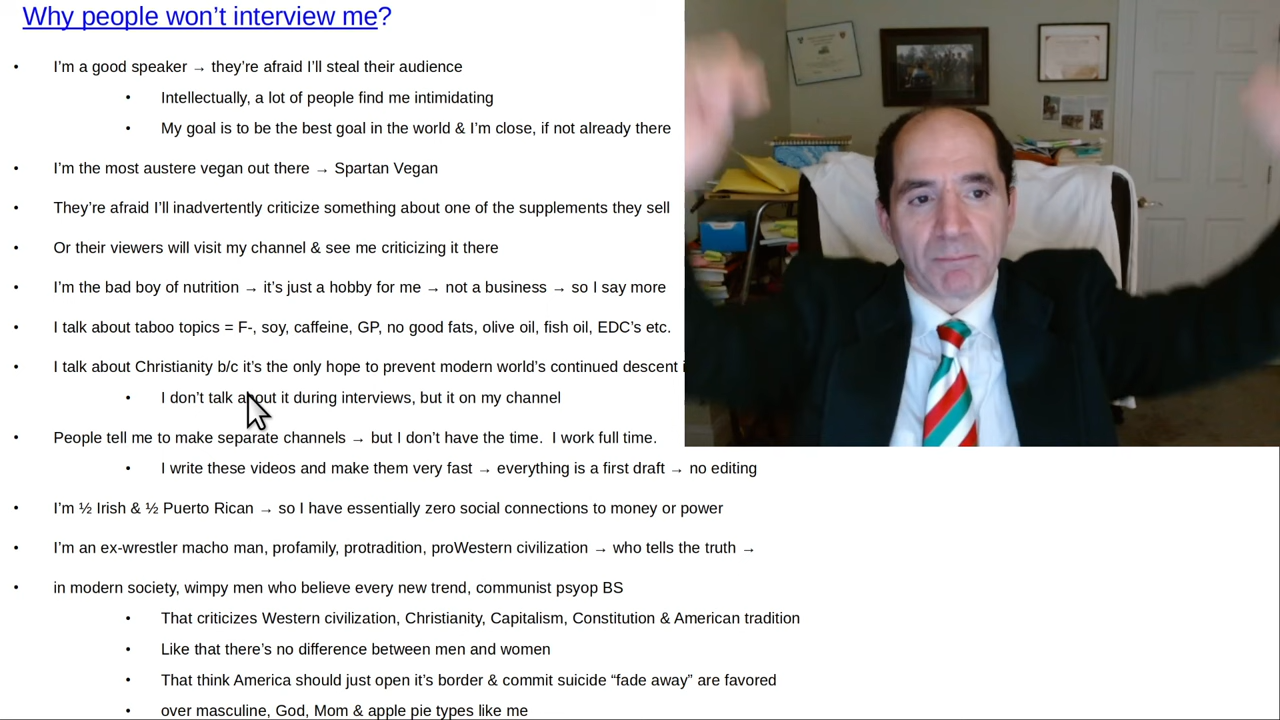 Why people won't interview me?
• I'm a good speaker → they're afraid I'll steal their audience
• Intellectually, a lot of people find me intimidating
• My goal is to be the best goal in the world & I'm close, if not already there
• I'm the most austere vegan out there → Spartan Vegan
• They're afraid I'll inadvertently criticize something about one of the supplements they sell
• Or their viewers will visit my channel & see me criticizing it there
• I'm the bad boy of nutrition → it's just a hobby for me → not a business → so I say more
• I talk about taboo topics = F-, soy, caffeine, GP, no good fats, olive oil, fish oil, EDC's etc.
• I talk about Christianity b/c it's the only hope to prevent modern world's continued descent i
• I don't talk about it during interviews, but it on my channel
• People tell me to make separate channels → but I don't have the time. I work full time.
• I write these videos and make them very fast → everything is a first draft → no editing
• I'm ½ Irish & ½ Puerto Rican → so I have essentially zero social connections to money or power
• I'm an ex-wrestler macho man, profamily, protradition, proWestern civilization → who tells the truth →
• in modern society, wimpy men who believe every new trend, communist psyop BS
• That criticizes Western civilization, Christianity, Capitalism, Constitution & American tradition
• Like that there's no difference between men and women
• That think America should just open it's border & commit suicide "fade away" are favored
• over masculine, God, Mom & apple pie types like me